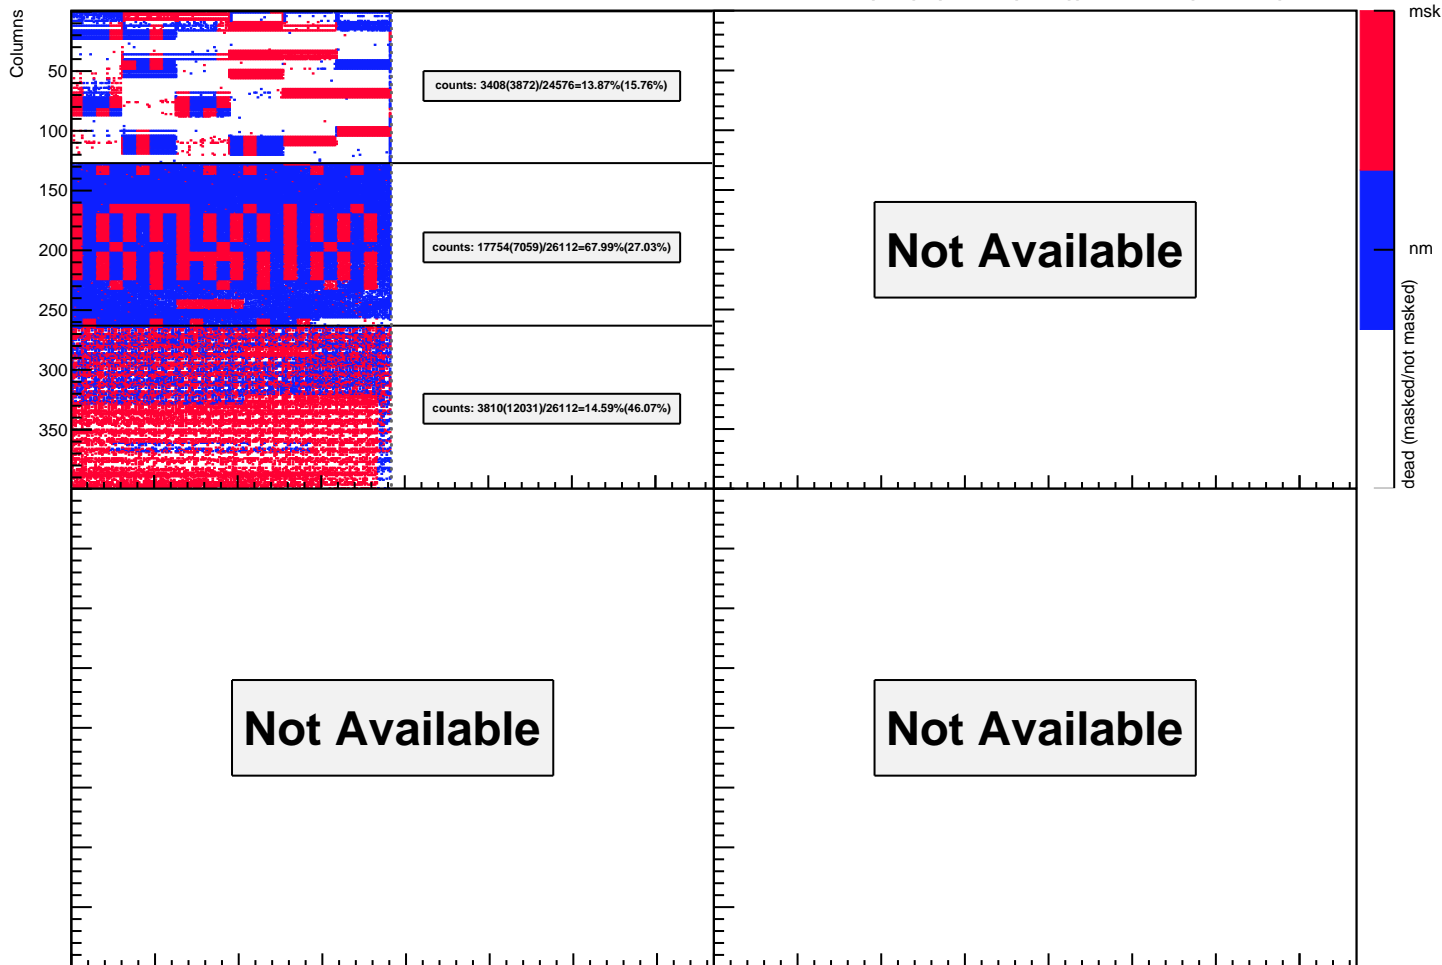 Columns
50
100
150
200
250
300
350
counts: 3408(3872)/24576=13.87%(15.76%)
counts: 17754(7059)/26112=67.99%(27.03%)
counts: 3810(12031)/26112=14.59%(46.07%)
Not Available
Not Available
Not Available
msk
nm
dead (masked/not masked)